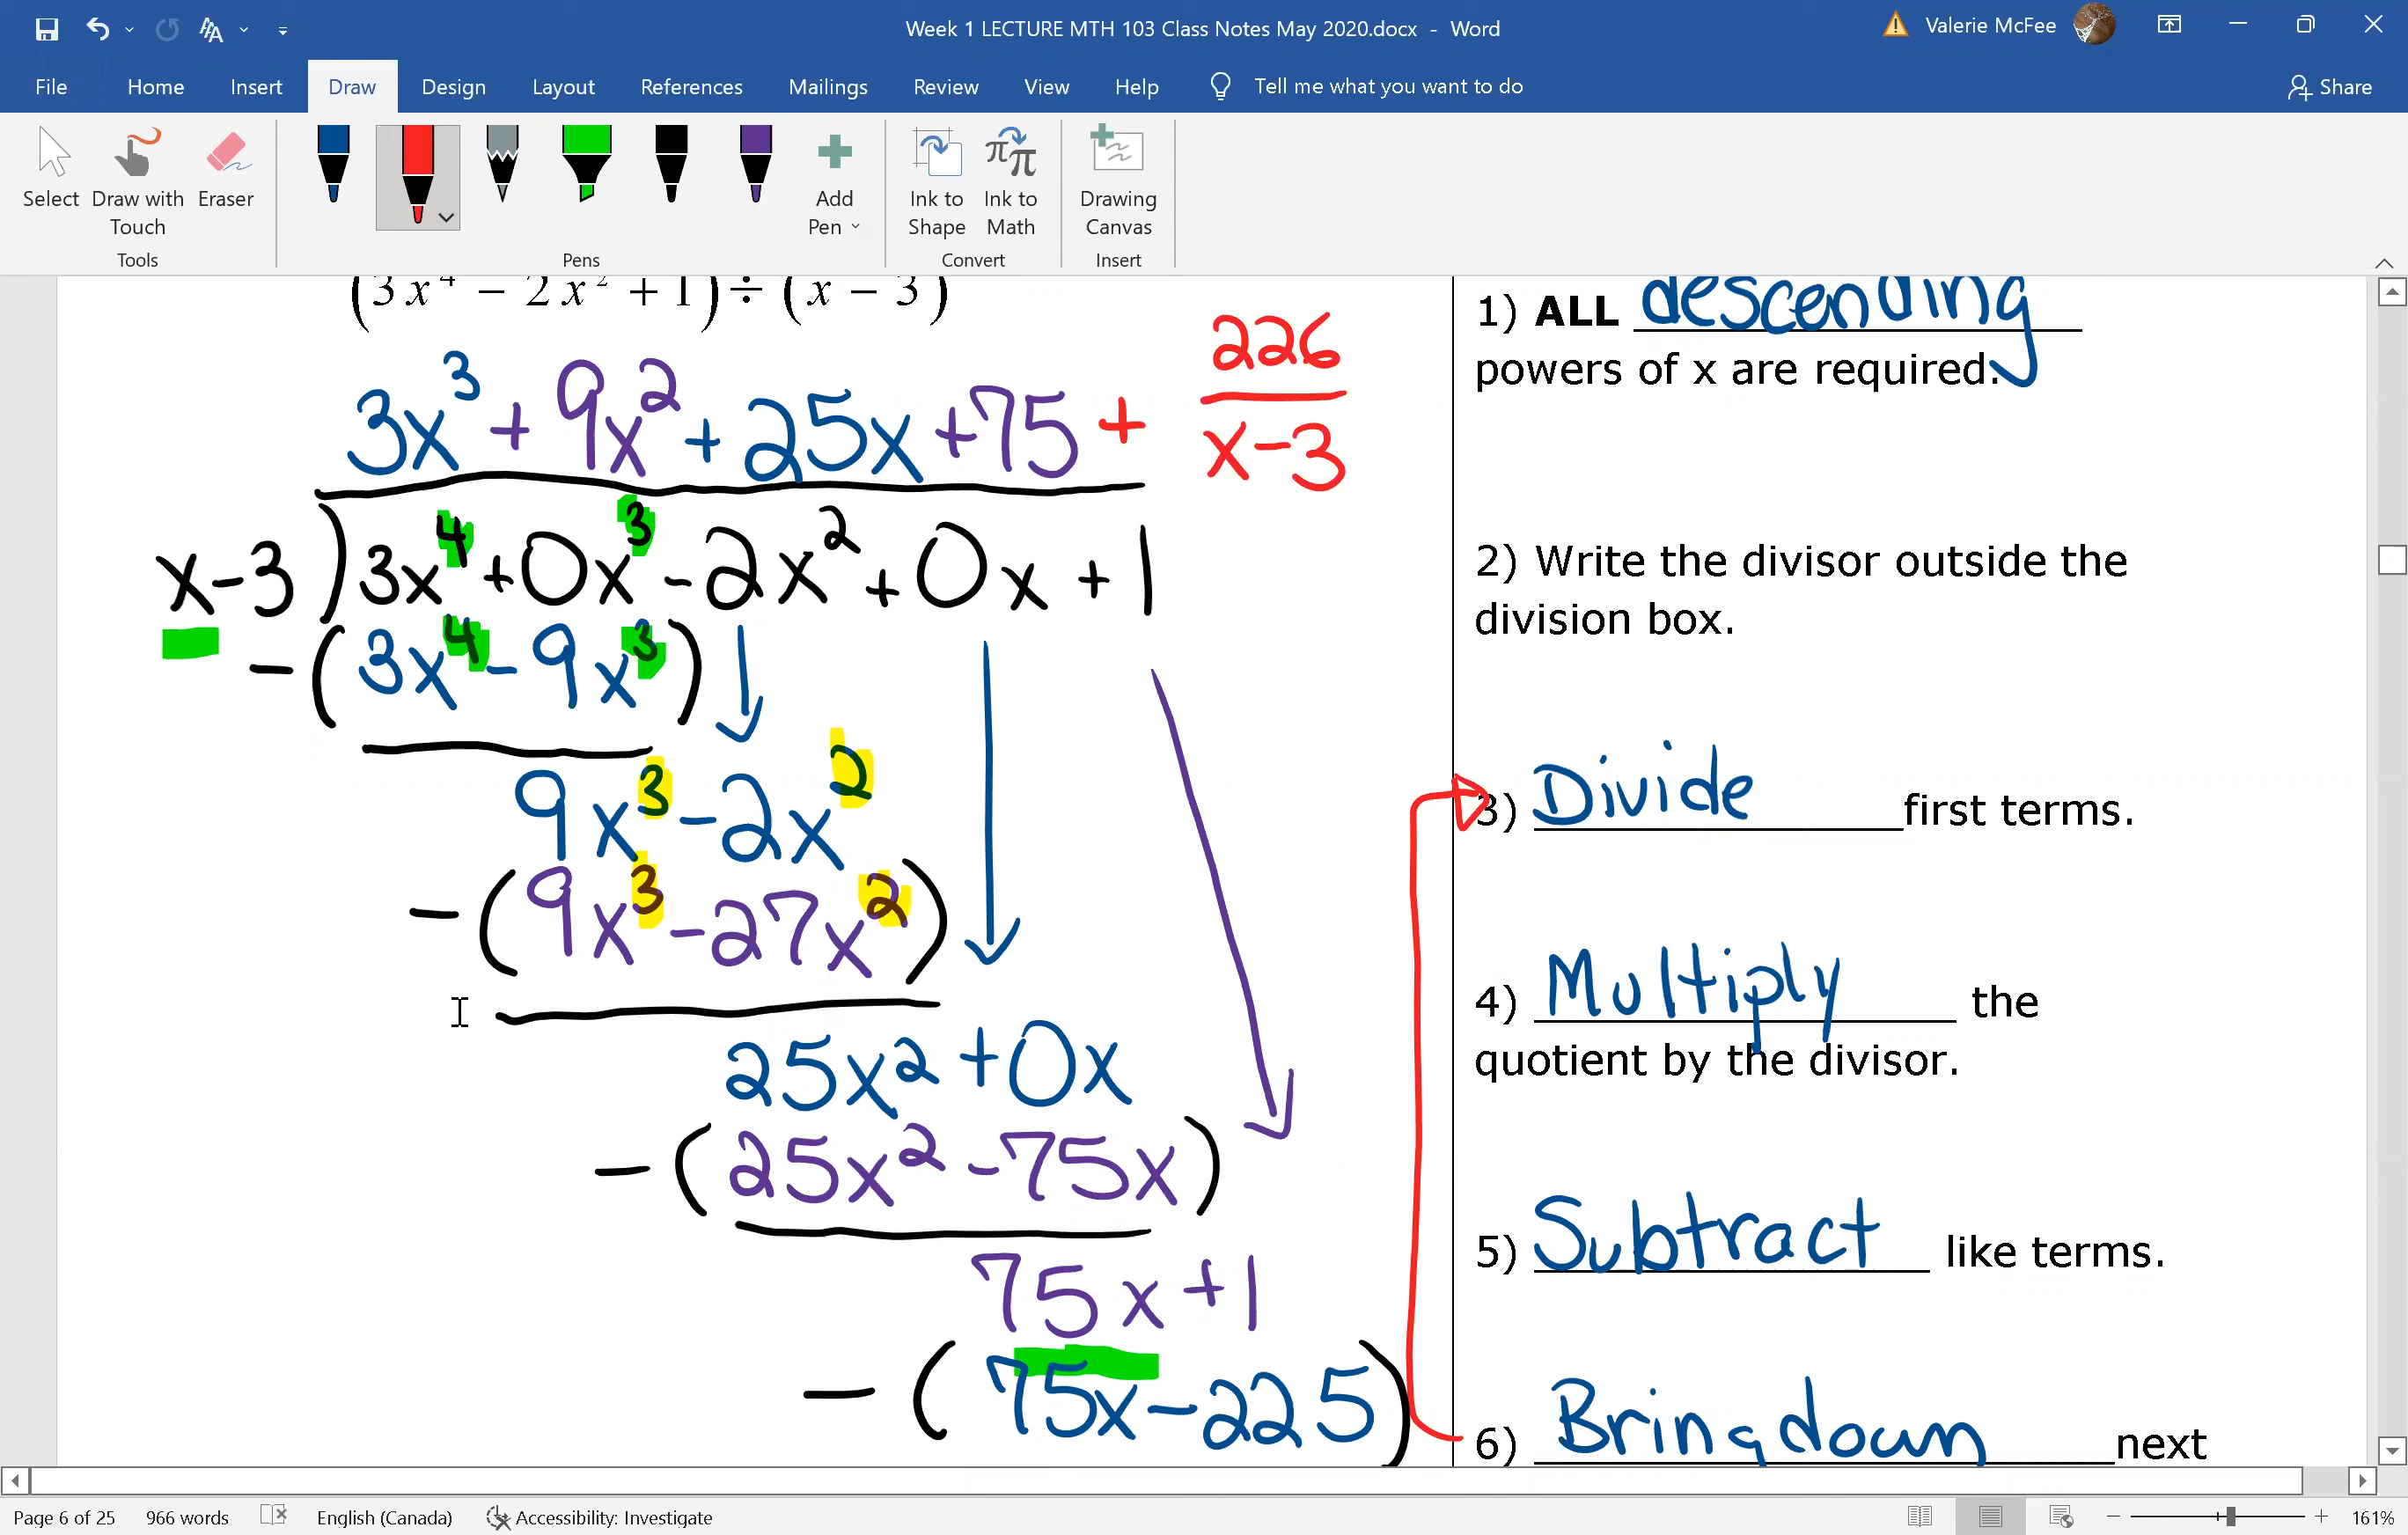 Week 1 LECTURE MTH 103 Class Notes May 2020.docx - Word
Valerie McFee
File Home Insert Draw Design Layout References Mailings Review View Help Tell me what you want to do Share
Select
Draw with Touch
Eraser
Add Pen
Ink to Shape
Ink to Math
Drawing Canvas
Tools
Pens
Convert
Insert
(3x⁴ − 2x² + 1) ÷ (x − 3)
3x³ + 9x² + 25x + 75 + 226/(x−3)
x−3 ) 3x⁴ + 0x³ − 2x² + 0x + 1
−(3x⁴ − 9x³)
9x³ − 2x²
−(9x³ − 27x²)
25x² + 0x
−(25x² − 75x)
75x + 1
−(75x − 225)
1) ALL descending
powers of x are required.
2) Write the divisor outside the
division box.
3) Divide first terms.
4) Multiply the
quotient by the divisor.
5) Subtract like terms.
6) Bring down next
Page 6 of 25 966 words English (Canada) Accessibility: Investigate 161%